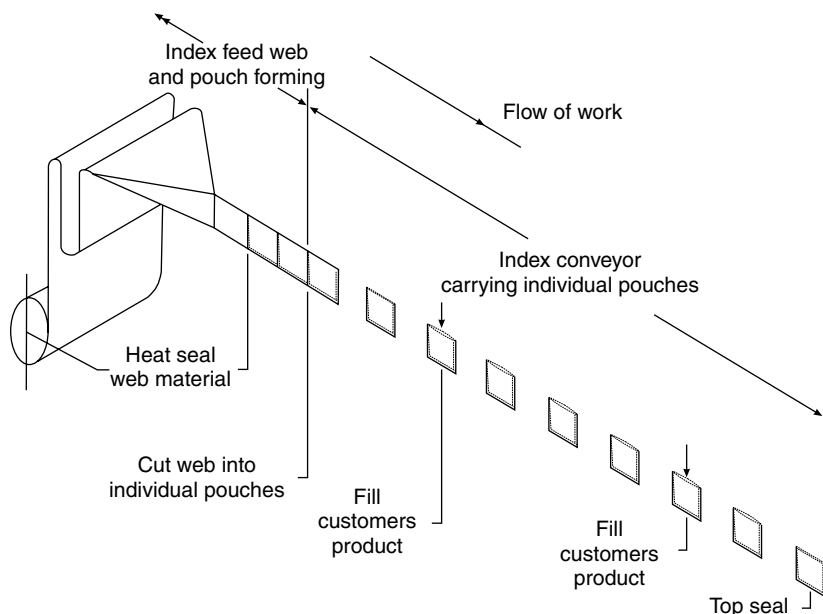 Index feed web
and pouch forming
Flow of work
Index conveyor
carrying individual pouches
Heat seal
web material
Cut web into
individual pouches
Fill
customers
product
Fill
customers
product
Top seal